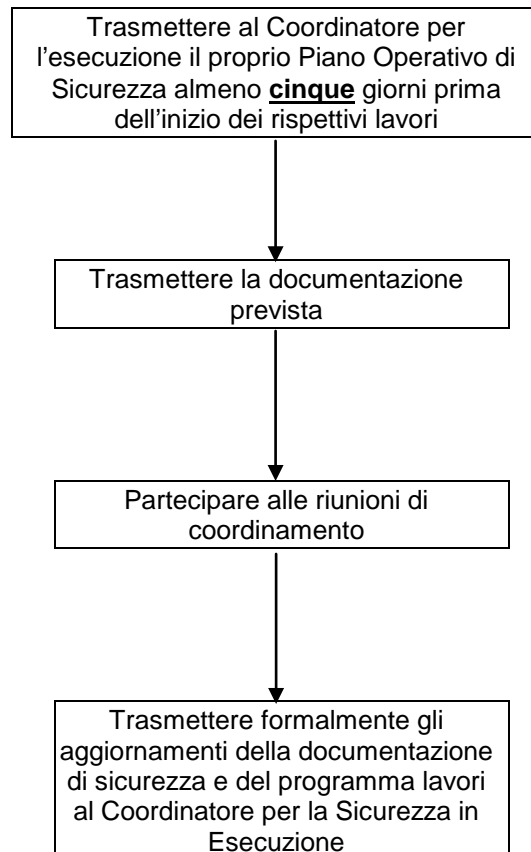 Trasmettere al Coordinatore per
l'esecuzione il proprio Piano Operativo di
Sicurezza almeno cinque giorni prima
dell'inizio dei rispettivi lavori
Trasmettere la documentazione
prevista
Partecipare alle riunioni di
coordinamento
Trasmettere formalmente gli
aggiornamenti della documentazione
di sicurezza e del programma lavori
al Coordinatore per la Sicurezza in
Esecuzione